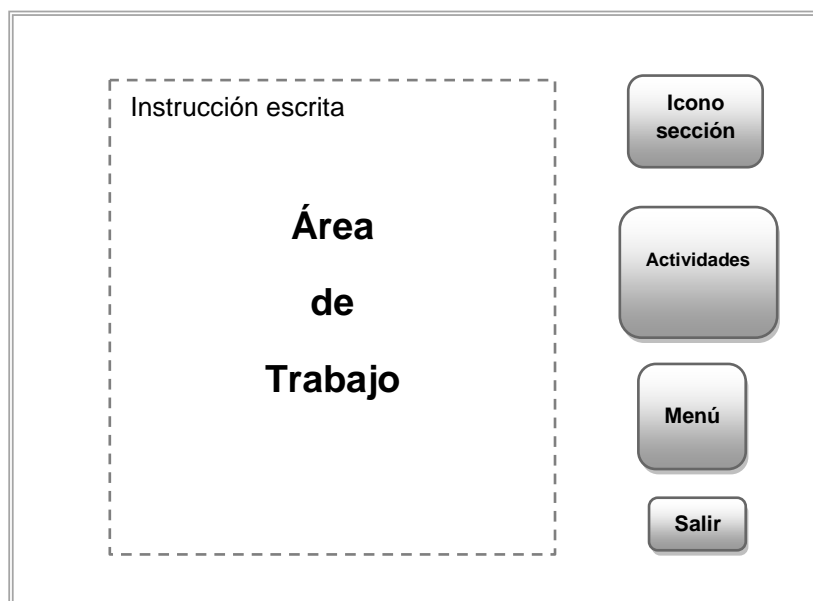 Instrucción escrita
Área
de
Trabajo
Icono
sección
Actividades
Menú
Salir